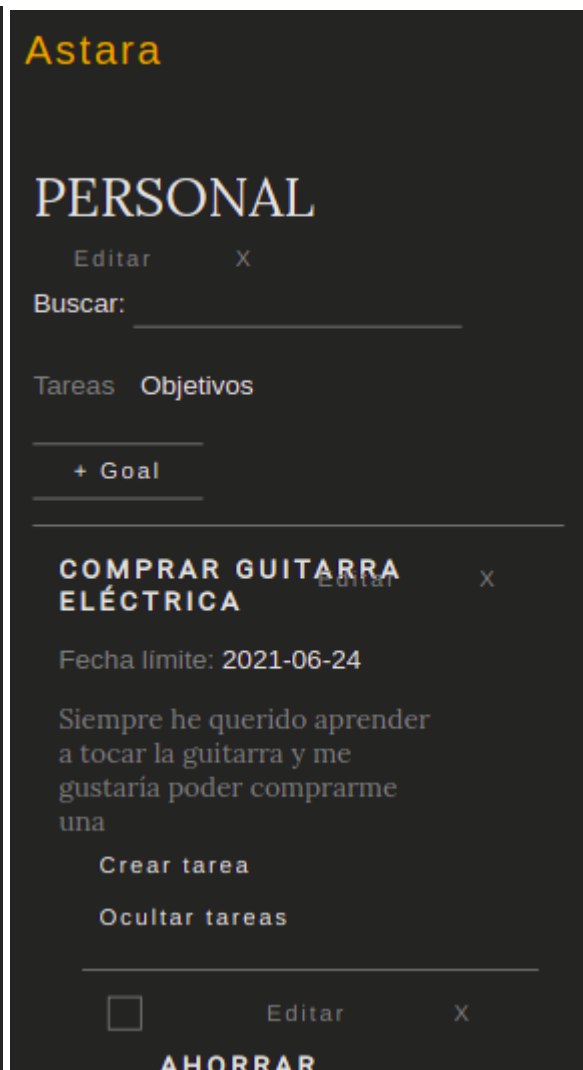 Astara
PERSONAL
Editar X
Buscar:
Tareas Objetivos
+ Goal
COMPRAR GUITARRA
Editar X
ELÉCTRICA
Fecha límite: 2021-06-24
Siempre he querido aprender
a tocar la guitarra y me
gustaría poder comprarme
una
Crear tarea
Ocultar tareas
Editar X
AHORRAR